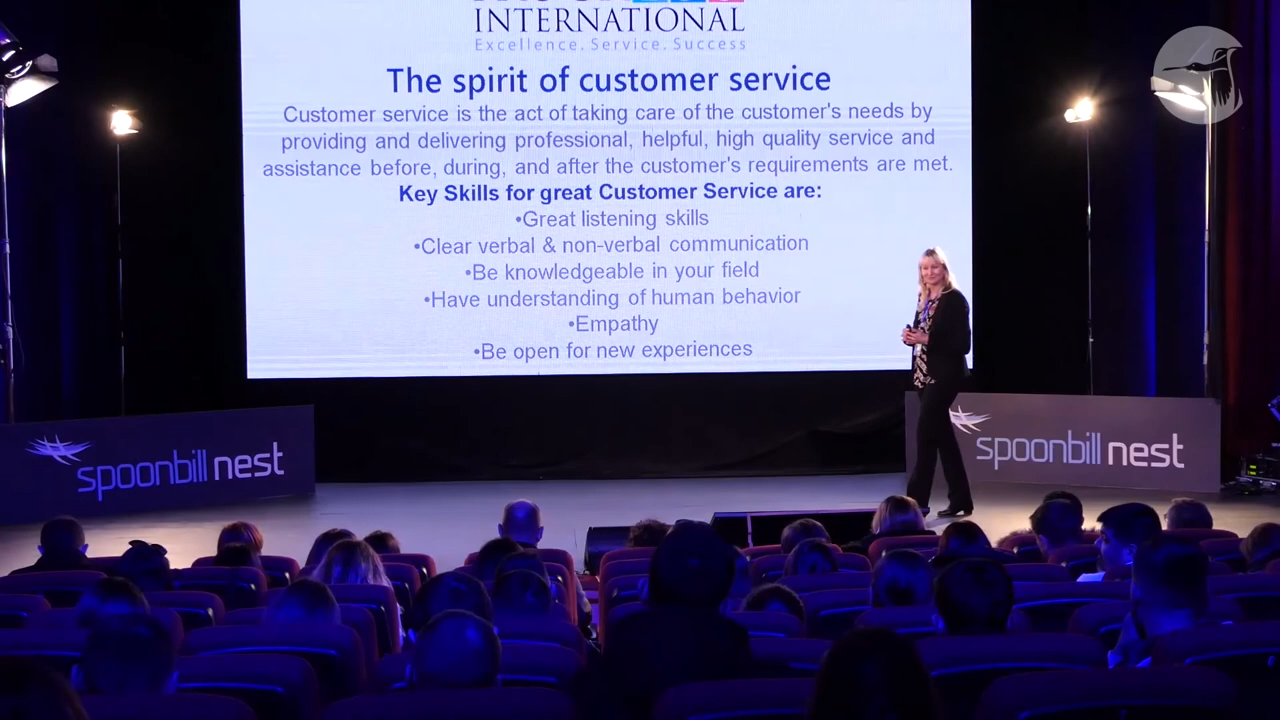 INTERNATIONAL
Excellence. Service. Success
The spirit of customer service
Customer service is the act of taking care of the customer's needs by
providing and delivering professional, helpful, high quality service and
assistance before, during, and after the customer's requirements are met.
Key Skills for great Customer Service are:
•Great listening skills
•Clear verbal & non-verbal communication
•Be knowledgeable in your field
•Have understanding of human behavior
•Empathy
•Be open for new experiences
spoonbill nest
spoonbill nest